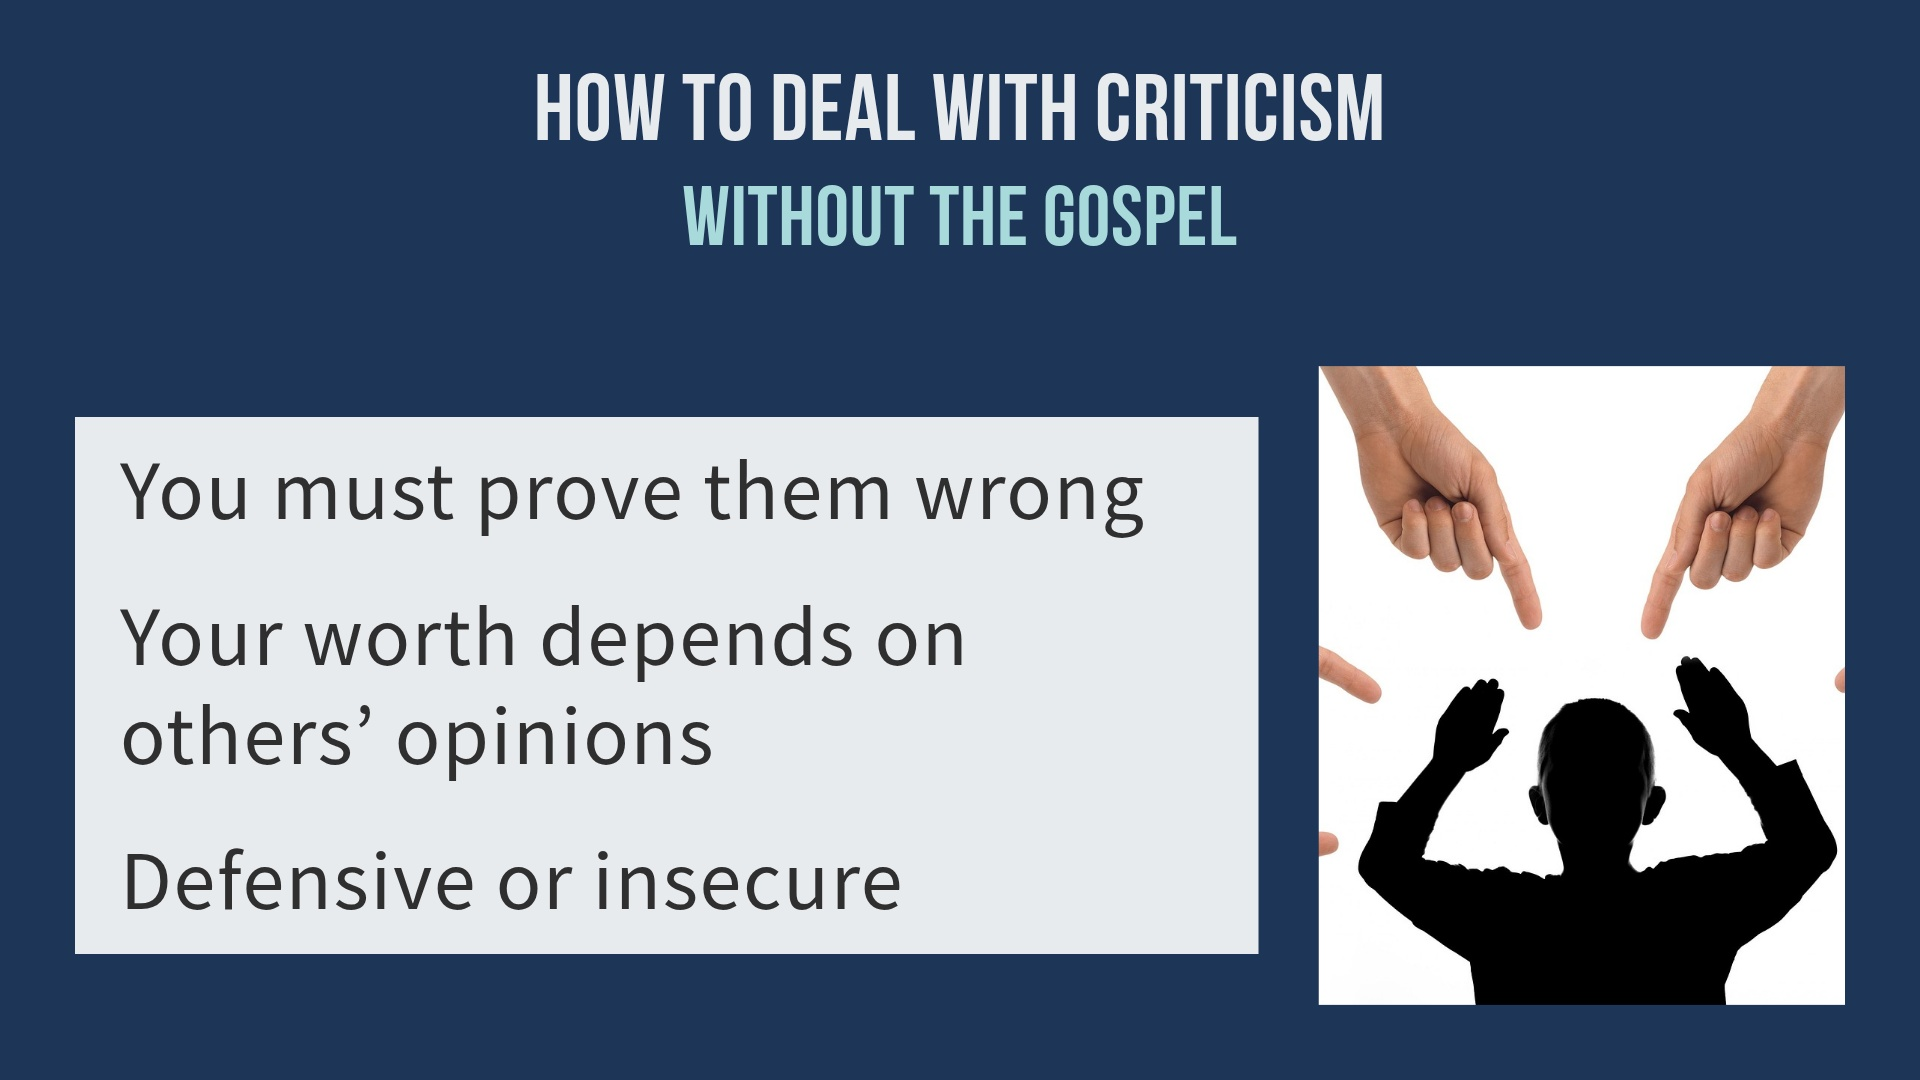 HOW TO DEAL WITH CRITICISM
WITHOUT THE GOSPEL
You must prove them wrong
Your worth depends on
others’ opinions
Defensive or insecure